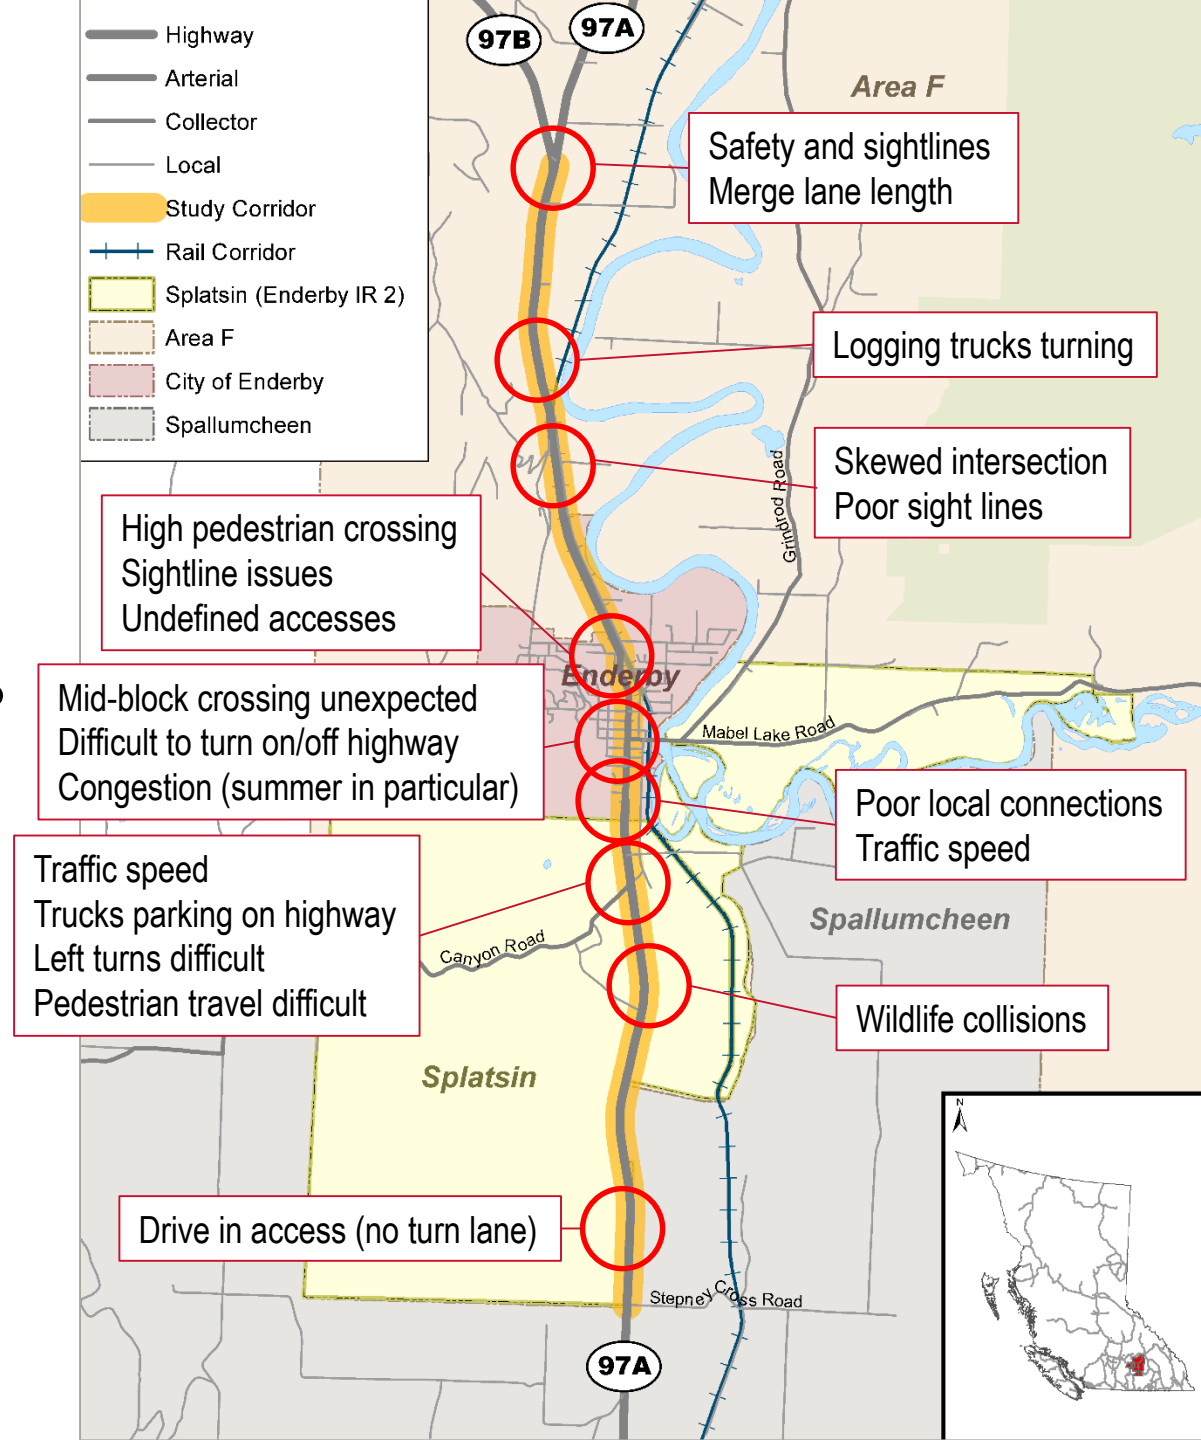 Highway
Arterial
Collector
Local
Study Corridor
Rail Corridor
Splatsin (Enderby IR 2)
Area F
City of Enderby
Spallumcheen
97B
97A
Area F
Safety and sightlines
Merge lane length
Logging trucks turning
Skewed intersection
Poor sight lines
Grindrod Road
High pedestrian crossing
Sightline issues
Undefined accesses
Enderby
Mid-block crossing unexpected
Difficult to turn on/off highway
Congestion (summer in particular)
Mabel Lake Road
Poor local connections
Traffic speed
Traffic speed
Trucks parking on highway
Left turns difficult
Pedestrian travel difficult
Canyon Road
Spallumcheen
Wildlife collisions
Splatsin
Drive in access (no turn lane)
Stepney Cross Road
97A
N